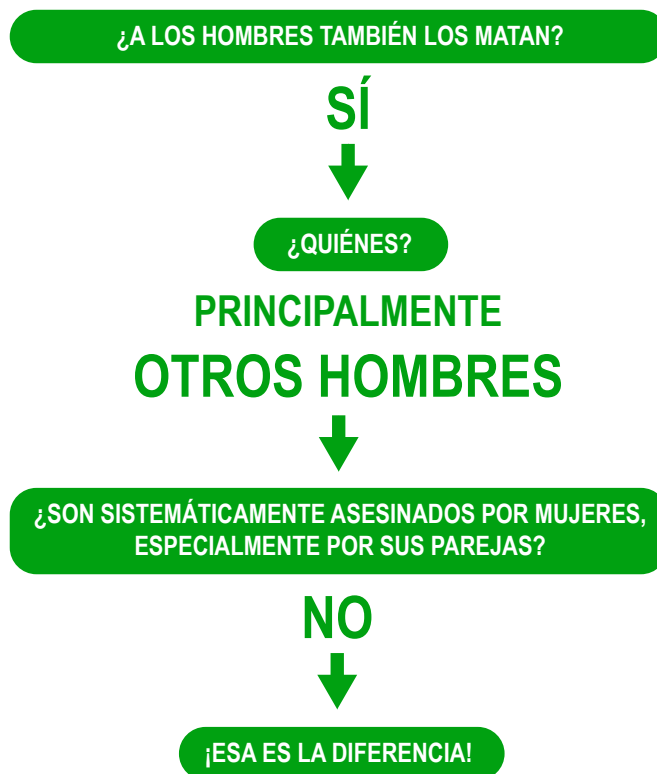 ¿A LOS HOMBRES TAMBIÉN LOS MATAN?
SÍ
¿QUIÉNES?
PRINCIPALMENTE
OTROS HOMBRES
¿SON SISTEMÁTICAMENTE ASESINADOS POR MUJERES,
ESPECIALMENTE POR SUS PAREJAS?
NO
¡ESA ES LA DIFERENCIA!